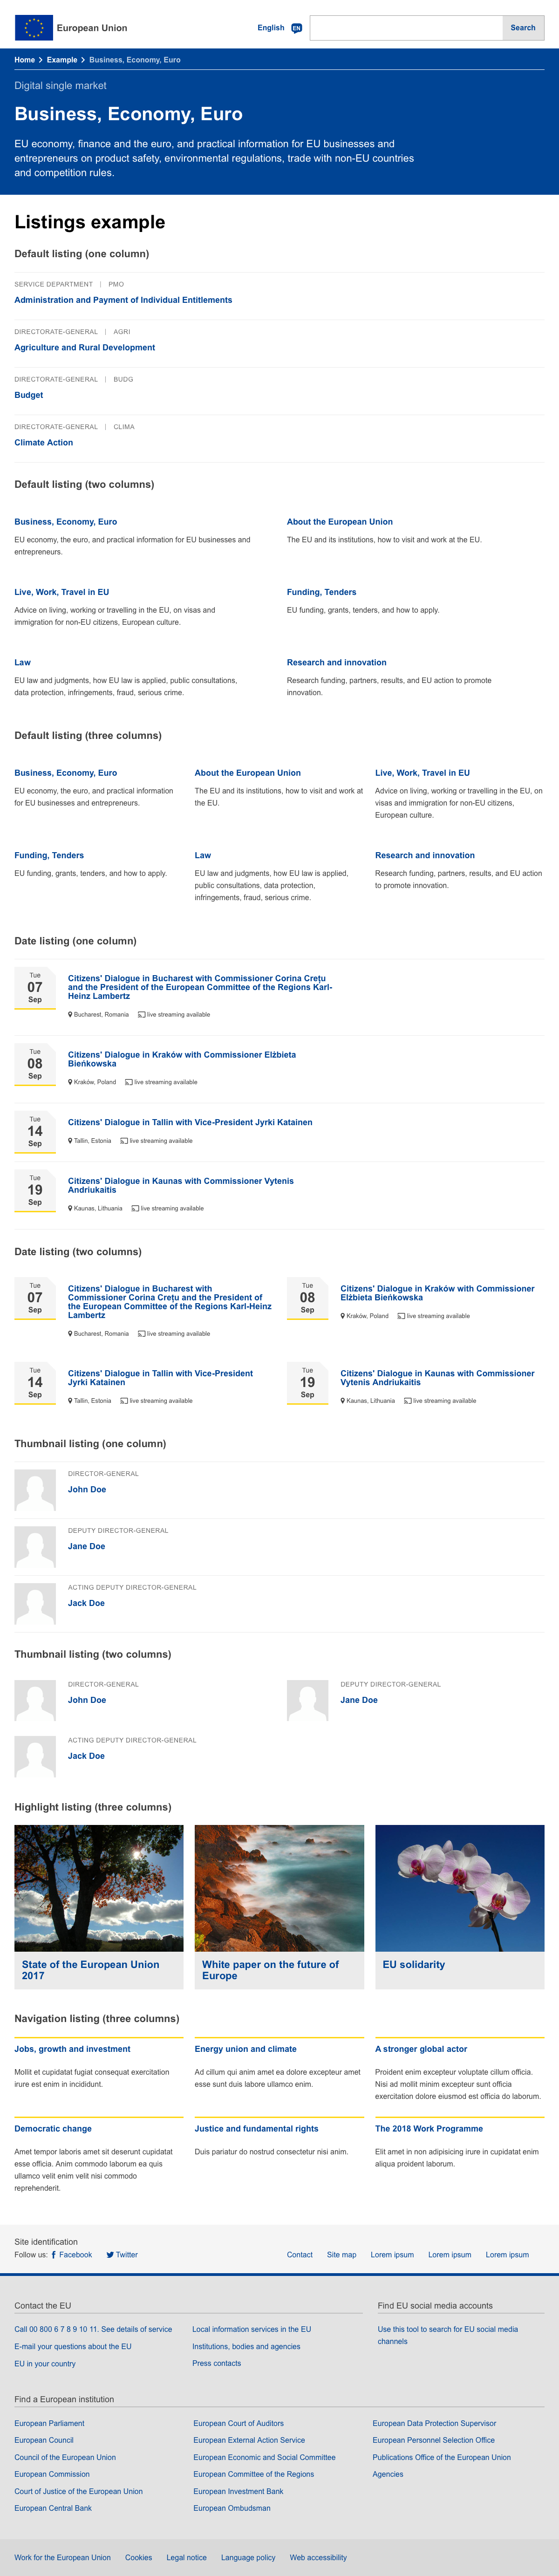 European Union
English EN Search
Home > Example > Business, Economy, Euro
Digital single market
Business, Economy, Euro
EU economy, finance and the euro, and practical information for EU businesses and
entrepreneurs on product safety, environmental regulations, trade with non-EU countries
and competition rules.
Listings example
Default listing (one column)
SERVICE DEPARTMENT | PMO
Administration and Payment of Individual Entitlements
DIRECTORATE-GENERAL | AGRI
Agriculture and Rural Development
DIRECTORATE-GENERAL | BUDG
Budget
DIRECTORATE-GENERAL | CLIMA
Climate Action
Default listing (two columns)
Business, Economy, Euro
EU economy, the euro, and practical information for EU businesses and
entrepreneurs.
About the European Union
The EU and its institutions, how to visit and work at the EU.
Live, Work, Travel in EU
Advice on living, working or travelling in the EU, on visas and
immigration for non-EU citizens, European culture.
Funding, Tenders
EU funding, grants, tenders, and how to apply.
Law
EU law and judgments, how EU law is applied, public consultations,
data protection, infringements, fraud, serious crime.
Research and innovation
Research funding, partners, results, and EU action to promote
innovation.
Default listing (three columns)
Business, Economy, Euro
EU economy, the euro, and practical information
for EU businesses and entrepreneurs.
About the European Union
The EU and its institutions, how to visit and work at
the EU.
Live, Work, Travel in EU
Advice on living, working or travelling in the EU, on
visas and immigration for non-EU citizens,
European culture.
Funding, Tenders
EU funding, grants, tenders, and how to apply.
Law
EU law and judgments, how EU law is applied,
public consultations, data protection,
infringements, fraud, serious crime.
Research and innovation
Research funding, partners, results, and EU action
to promote innovation.
Date listing (one column)
Tue
07
Sep
Citizens' Dialogue in Bucharest with Commissioner Corina Crețu
and the President of the European Committee of the Regions Karl-
Heinz Lambertz
Bucharest, Romania live streaming available
Tue
08
Sep
Citizens' Dialogue in Kraków with Commissioner Elżbieta
Bieńkowska
Kraków, Poland live streaming available
Tue
14
Sep
Citizens' Dialogue in Tallin with Vice-President Jyrki Katainen
Tallin, Estonia live streaming available
Tue
19
Sep
Citizens' Dialogue in Kaunas with Commissioner Vytenis
Andriukaitis
Kaunas, Lithuania live streaming available
Date listing (two columns)
Tue
07
Sep
Citizens' Dialogue in Bucharest with
Commissioner Corina Crețu and the President of
the European Committee of the Regions Karl-Heinz
Lambertz
Bucharest, Romania live streaming available
Tue
08
Sep
Citizens' Dialogue in Kraków with Commissioner
Elżbieta Bieńkowska
Kraków, Poland live streaming available
Tue
14
Sep
Citizens' Dialogue in Tallin with Vice-President
Jyrki Katainen
Tallin, Estonia live streaming available
Tue
19
Sep
Citizens' Dialogue in Kaunas with Commissioner
Vytenis Andriukaitis
Kaunas, Lithuania live streaming available
Thumbnail listing (one column)
DIRECTOR-GENERAL
John Doe
DEPUTY DIRECTOR-GENERAL
Jane Doe
ACTING DEPUTY DIRECTOR-GENERAL
Jack Doe
Thumbnail listing (two columns)
DIRECTOR-GENERAL
John Doe
DEPUTY DIRECTOR-GENERAL
Jane Doe
ACTING DEPUTY DIRECTOR-GENERAL
Jack Doe
Highlight listing (three columns)
State of the European Union
2017
White paper on the future of
Europe
EU solidarity
Navigation listing (three columns)
Jobs, growth and investment
Mollit et cupidatat fugiat consequat exercitation
irure est enim in incididunt.
Energy union and climate
Ad cillum qui anim amet ea dolore excepteur amet
esse sunt duis labore ullamco enim.
A stronger global actor
Proident enim excepteur voluptate cillum officia.
Nisi ad mollit minim excepteur sunt officia
exercitation dolore eiusmod est officia do laborum.
Democratic change
Amet tempor laboris amet sit deserunt cupidatat
esse officia. Anim commodo laborum ea quis
ullamco velit enim velit nisi commodo
reprehenderit.
Justice and fundamental rights
Duis pariatur do nostrud consectetur nisi anim.
The 2018 Work Programme
Elit amet in non adipisicing irure in cupidatat enim
aliqua proident laborum.
Site identification
Follow us: Facebook Twitter
Contact Site map Lorem ipsum Lorem ipsum Lorem ipsum
Contact the EU
Call 00 800 6 7 8 9 10 11. See details of service
E-mail your questions about the EU
EU in your country
Local information services in the EU
Institutions, bodies and agencies
Press contacts
Find EU social media accounts
Use this tool to search for EU social media
channels
Find a European institution
European Parliament
European Council
Council of the European Union
European Commission
Court of Justice of the European Union
European Central Bank
European Court of Auditors
European External Action Service
European Economic and Social Committee
European Committee of the Regions
European Investment Bank
European Ombudsman
European Data Protection Supervisor
European Personnel Selection Office
Publications Office of the European Union
Agencies
Work for the European Union Cookies Legal notice Language policy Web accessibility